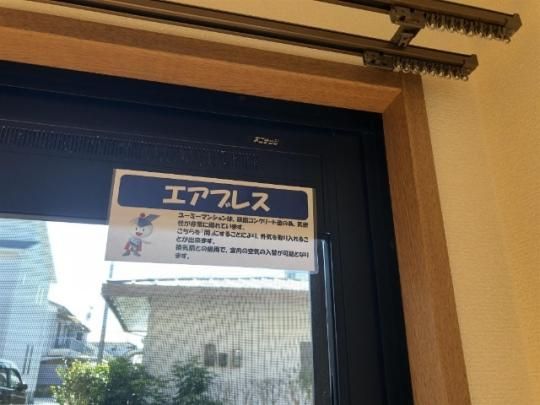 エアブレス
ユーミーマンションは、鉄筋コンクリート造の為、気密
性が非常に優れています。
こちらを「開」にすることにより、外気を取り入れるこ
とが出来ます。
換気扇との併用で、室内の空気の入替が可能となり
ます。